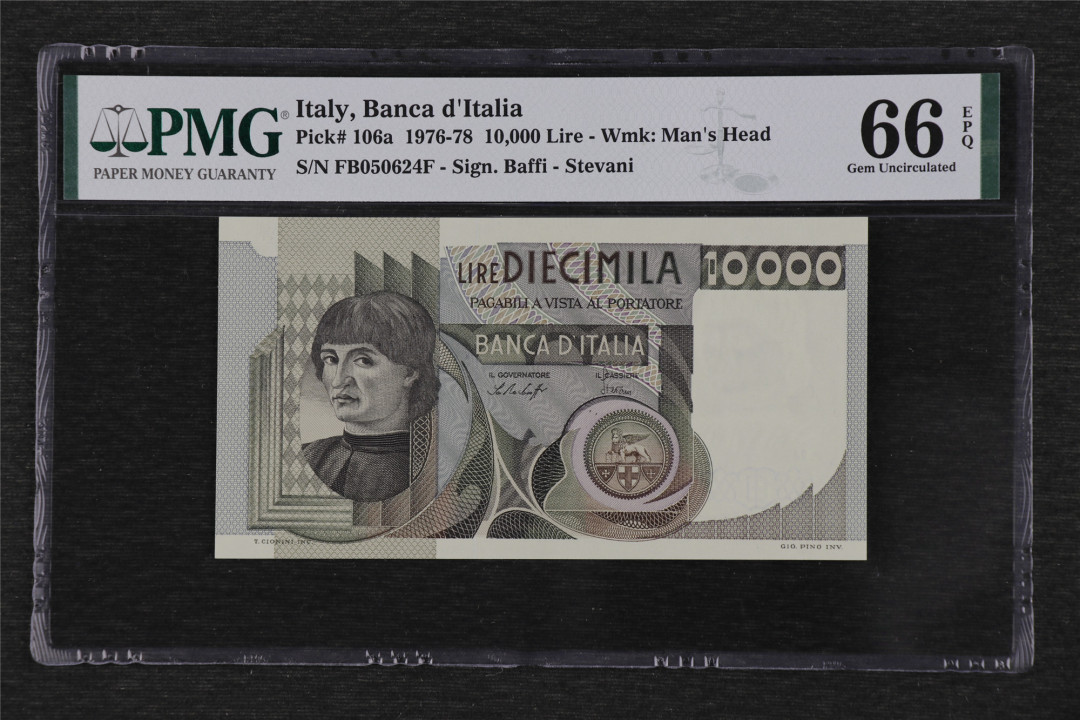 PMG®
PAPER MONEY GUARANTY
Italy, Banca d'Italia
Pick# 106a 1976-78 10,000 Lire - Wmk: Man's Head
S/N FB050624F - Sign. Baffi - Stevani
66
EPQ
Gem Uncirculated
LIRE DIECIMILA
10000
PAGABILI A VISTA AL PORTATORE
BANCA D'ITALIA
IL GOVERNATORE
IL CASSIERE
T. CIONINI INV.
GIO. PINO INV.